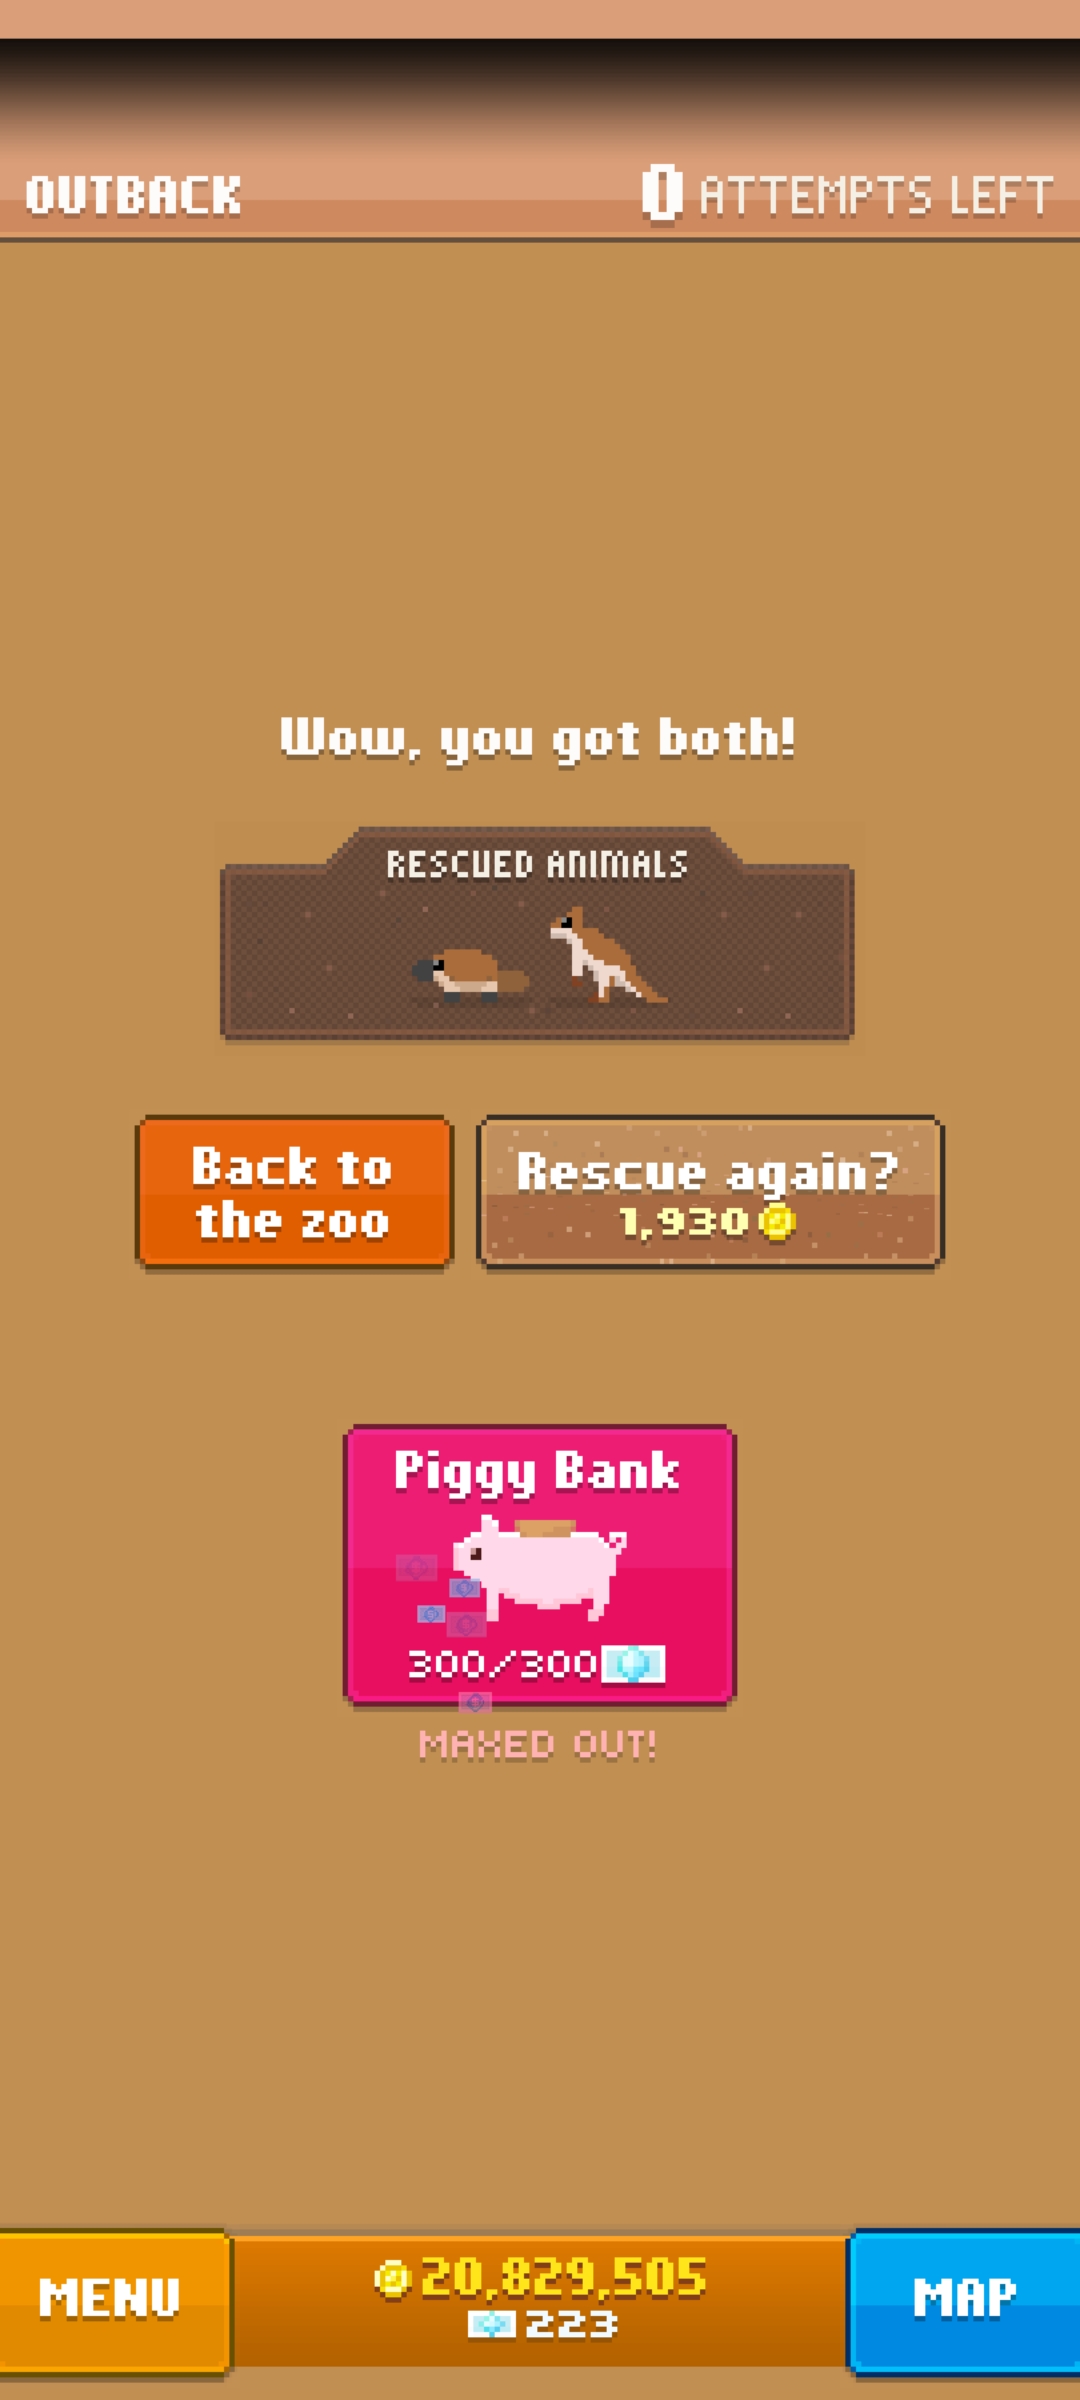 OUTBACK
0 ATTEMPTS LEFT
Wow, you got both!
RESCUED ANIMALS
Back to
the zoo
Rescue again?
1,930
Piggy Bank
300/300
MAXED OUT!
MENU
20,829,505
223
MAP